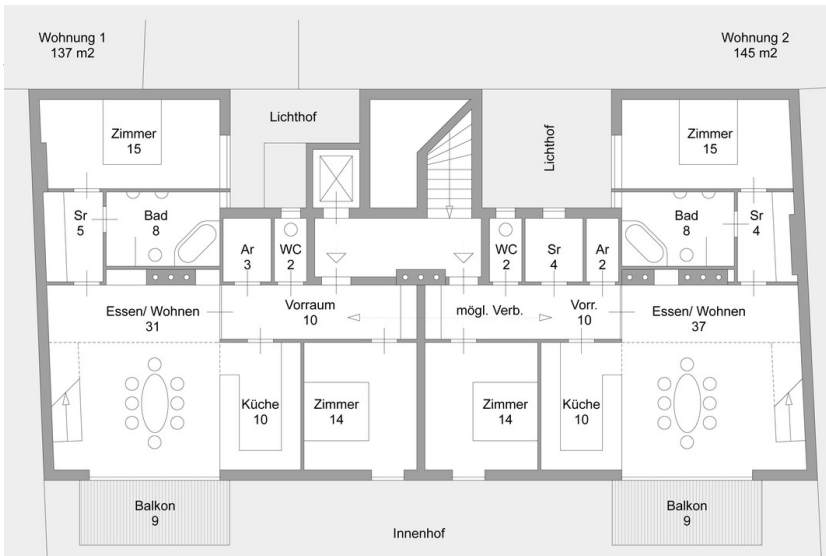 Wohnung 1
137 m2
Wohnung 2
145 m2
Lichthof
Lichthof
Zimmer
15
Zimmer
15
Sr
5
Bad
8
Ar
3
WC
2
WC
2
Sr
4
Ar
2
Bad
8
Sr
4
Essen/ Wohnen
31
Vorraum
10
mögl. Verb.
Vorr.
10
Essen/ Wohnen
37
Küche
10
Zimmer
14
Zimmer
14
Küche
10
Balkon
9
Innenhof
Balkon
9